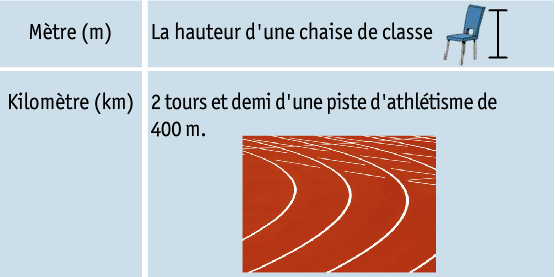 Mètre (m)
La hauteur d'une chaise de classe
Kilomètre (km)
2 tours et demi d'une piste d'athlétisme de
400 m.